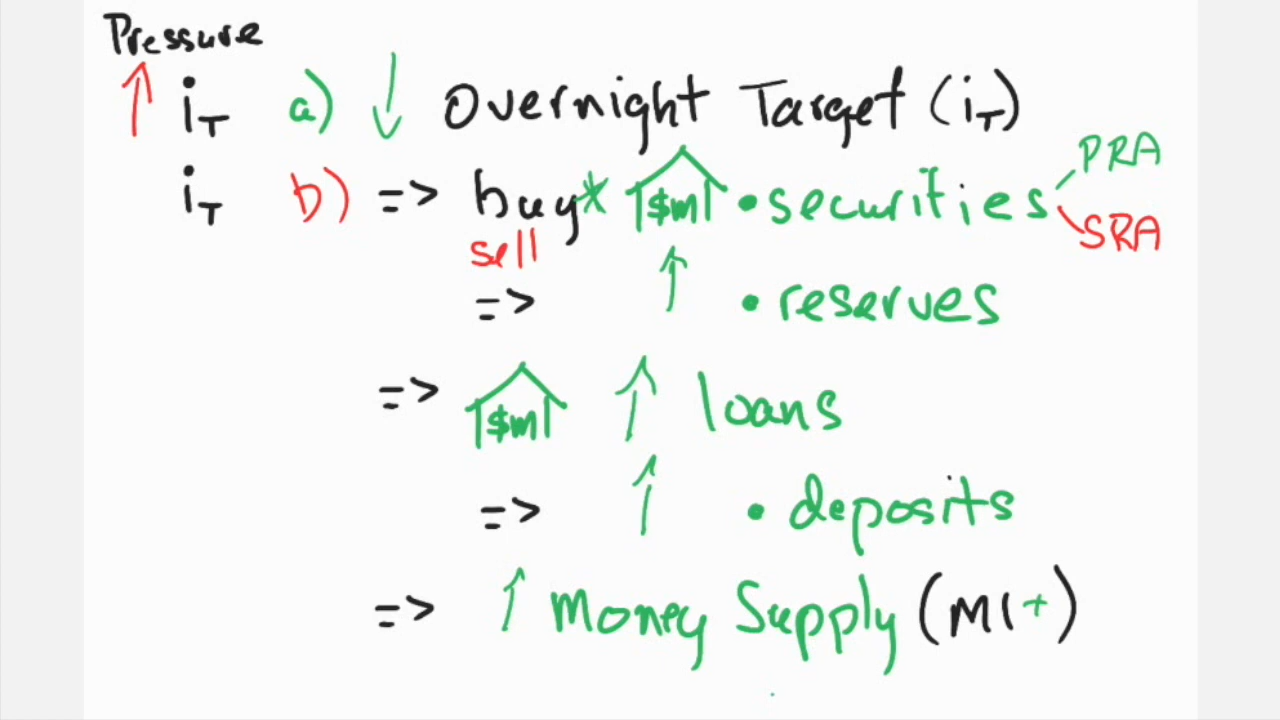 Pressure
↑ iT a) ↓ Overnight Target (iT)
PRA
iT b) => buy* $m • securities
sell SRA
=> ↑ • reserves
=> $m ↑ loans
=> ↑ • deposits
=> ↑ Money Supply (M1+)